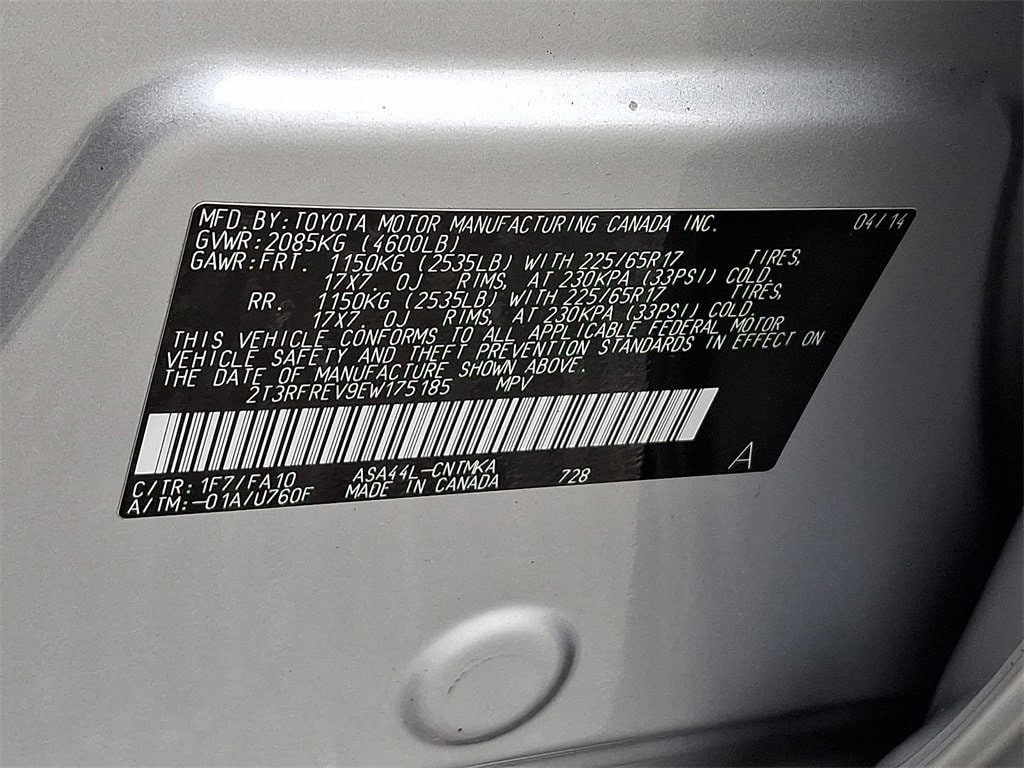 MFD. BY: TOYOTA MOTOR MANUFACTURING CANADA INC. 04/14
GVWR: 2085KG (4600LB)
GAWR: FRT. 1150KG (2535LB) WITH 225/65R17 TIRES,
17X7. 0J RIMS, AT 230KPA (33PSI) COLD.
RR. 1150KG (2535LB) WITH 225/65R17 TIRES,
17X7. 0J RIMS, AT 230KPA (33PSI) COLD.
THIS VEHICLE CONFORMS TO ALL APPLICABLE FEDERAL MOTOR
VEHICLE SAFETY AND THEFT PREVENTION STANDARDS IN EFFECT ON
THE DATE OF MANUFACTURE SHOWN ABOVE.
2T3RFREV9EW175185 MPV
C/TR: 1F7/FA10 ASA44L-CNTMKA 728 A
A/TM: -01A/U760F MADE IN CANADA